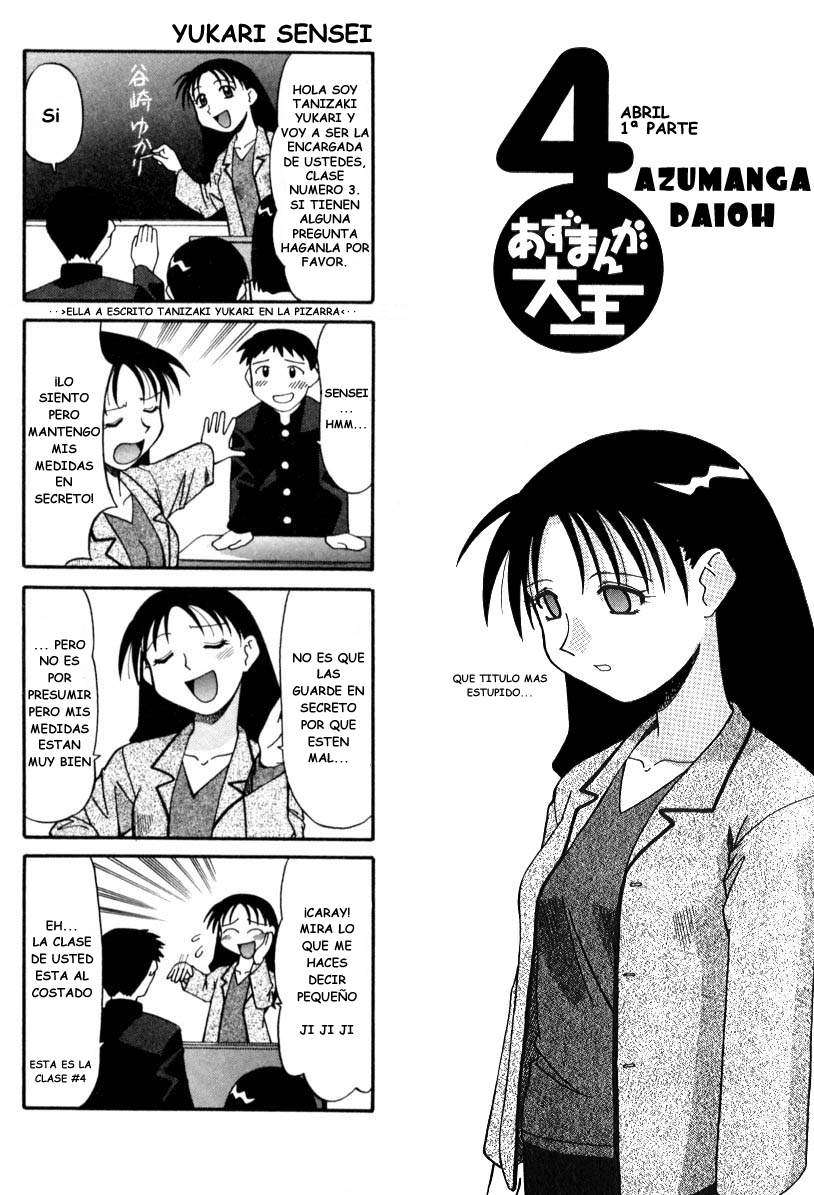 4
ABRIL
1ª PARTE
AZUMANGA
DAIOH
あずまんが
大王
QUE TITULO MAS
ESTUPIDO...
YUKARI SENSEI
HOLA SOY
TANIZAKI
YUKARI Y
VOY A SER LA
ENCARGADA
DE USTEDES,
CLASE
NUMERO 3.
SI TIENEN
ALGUNA
PREGUNTA
HAGANLA POR
FAVOR.
谷崎ゆかり
Si
··>ELLA A ESCRITO TANIZAKI YUKARI EN LA PIZARRA<··
SENSEI
...
HMM...
¡LO
SIENTO
PERO
MANTENGO
MIS
MEDIDAS
EN
SECRETO!
NO ES QUE
LAS
GUARDE EN
SECRETO
POR QUE
ESTEN
MAL...
... PERO
NO ES
POR
PRESUMIR
PERO MIS
MEDIDAS
ESTAN
MUY BIEN
¡CARAY!
MIRA LO
QUE ME
HACES
DECIR
PEQUEÑO
JI JI JI
EH...
LA CLASE
DE USTED
ESTA AL
COSTADO
ESTA ES LA
CLASE #4